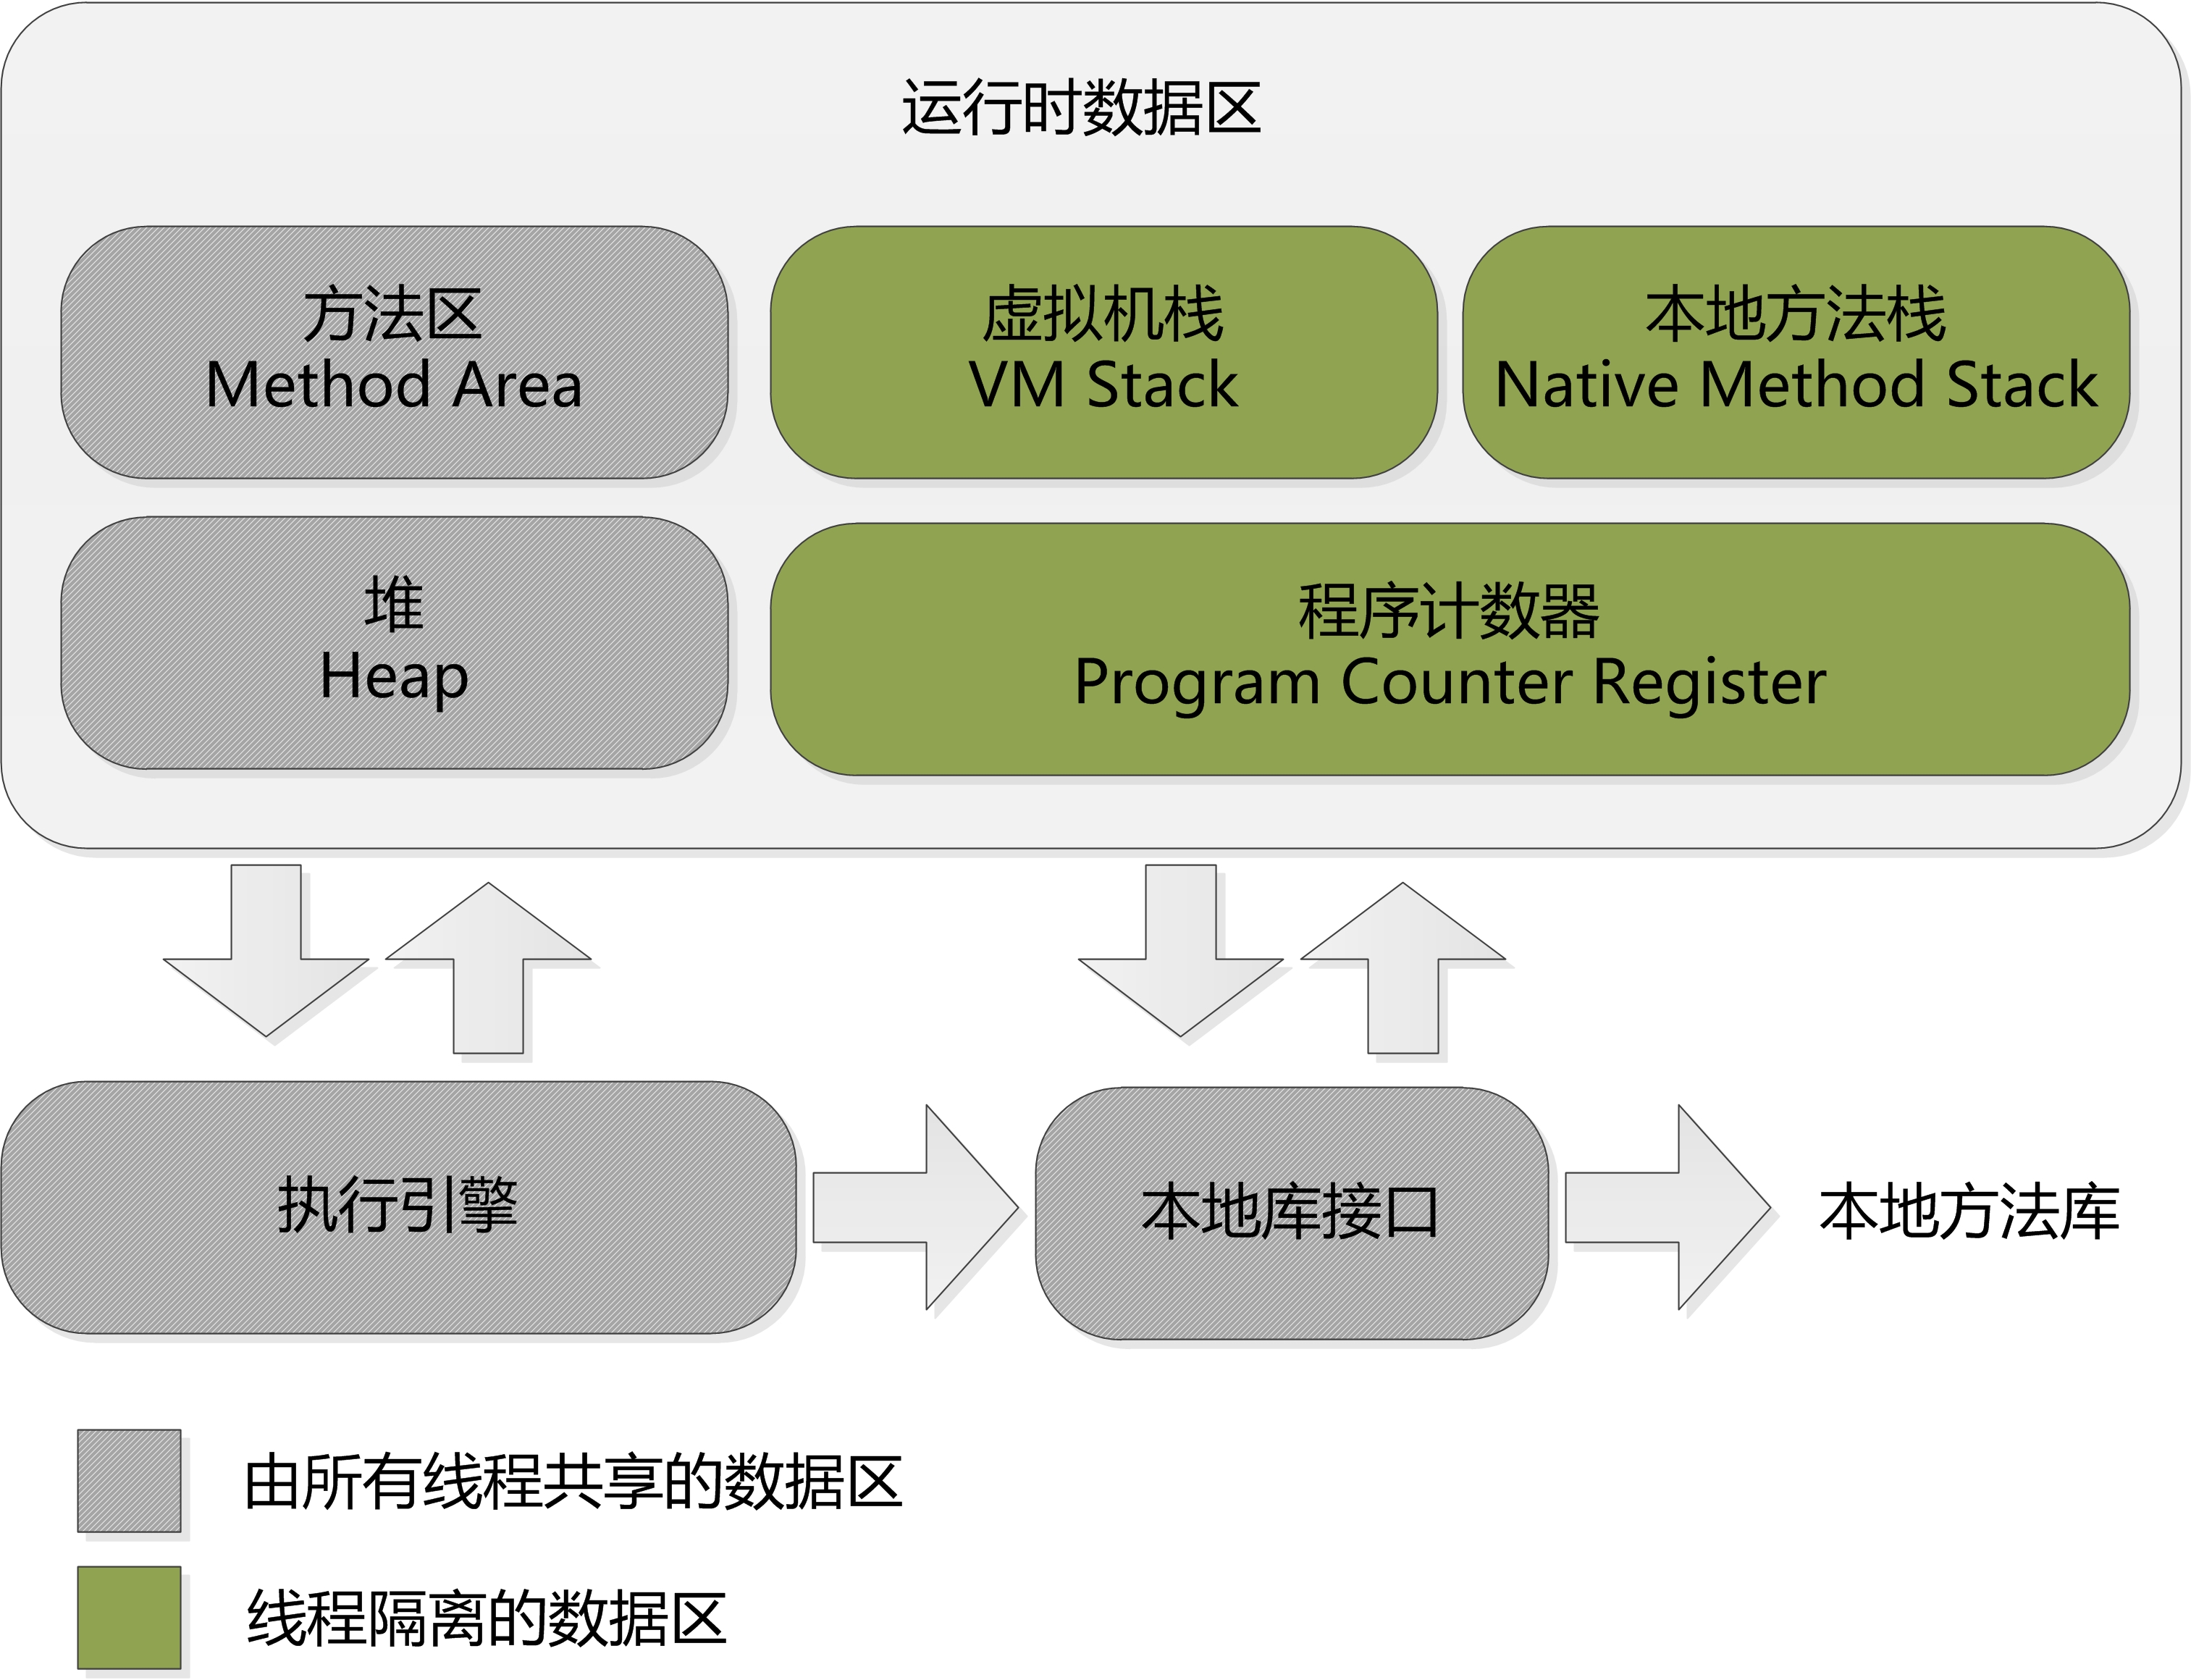 运行时数据区
方法区
Method Area
虚拟机栈
VM Stack
本地方法栈
Native Method Stack
堆
Heap
程序计数器
Program Counter Register
执行引擎
本地库接口
本地方法库
由所有线程共享的数据区
线程隔离的数据区